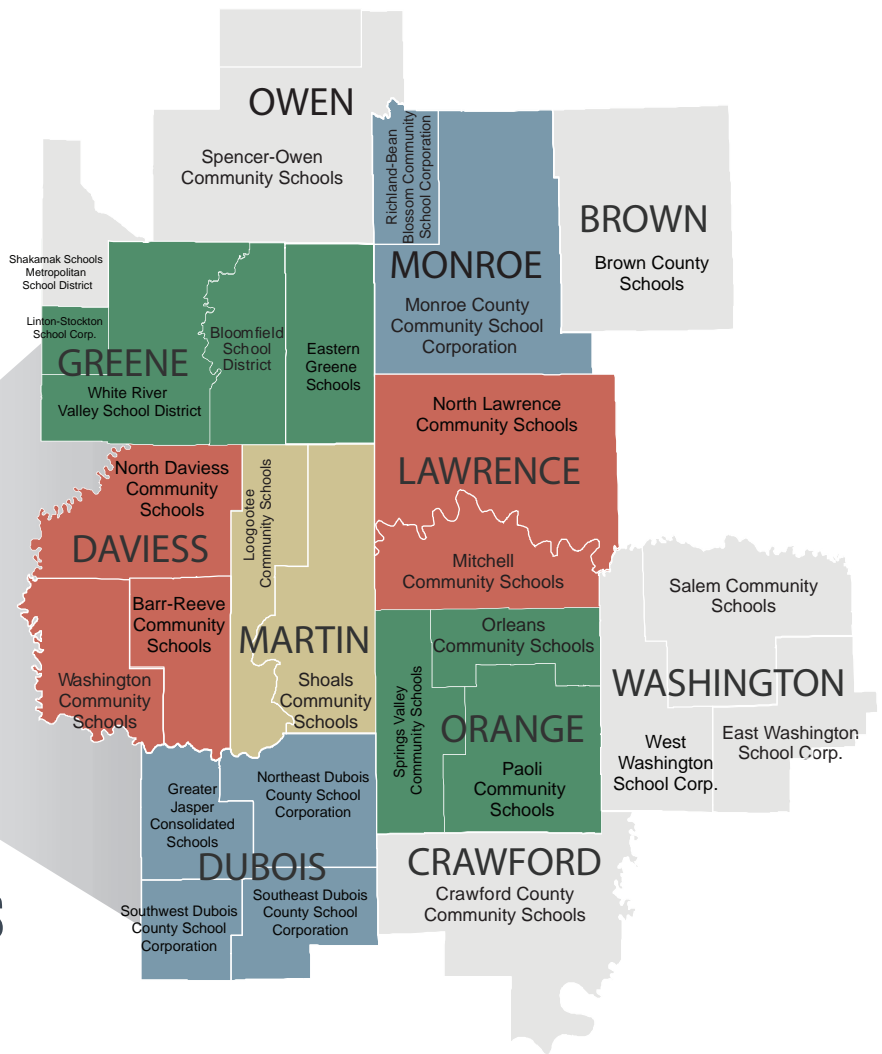 OWEN
Spencer-Owen
Community Schools
Richland-Bean
Blossom Community
School Corporation
MONROE
Monroe County
Community School
Corporation
BROWN
Brown County
Schools
Shakamak Schools
Metropolitan
School District
Linton-Stockton
School Corp.
GREENE
White River
Valley School District
Bloomfield
School
District
Eastern
Greene
Schools
North Lawrence
Community Schools
LAWRENCE
Mitchell
Community Schools
North Daviess
Community
Schools
DAVIESS
Barr-Reeve
Community
Schools
Washington
Community
Schools
Loogootee
Community Schools
MARTIN
Shoals
Community
Schools
Orleans
Community Schools
Springs Valley
Community Schools
ORANGE
Paoli
Community
Schools
Salem Community
Schools
WASHINGTON
West
Washington
School Corp.
East Washington
School Corp.
Greater
Jasper
Consolidated
Schools
Northeast Dubois
County School
Corporation
DUBOIS
Southwest Dubois
County School
Corporation
Southeast Dubois
County School
Corporation
CRAWFORD
Crawford County
Community Schools
S